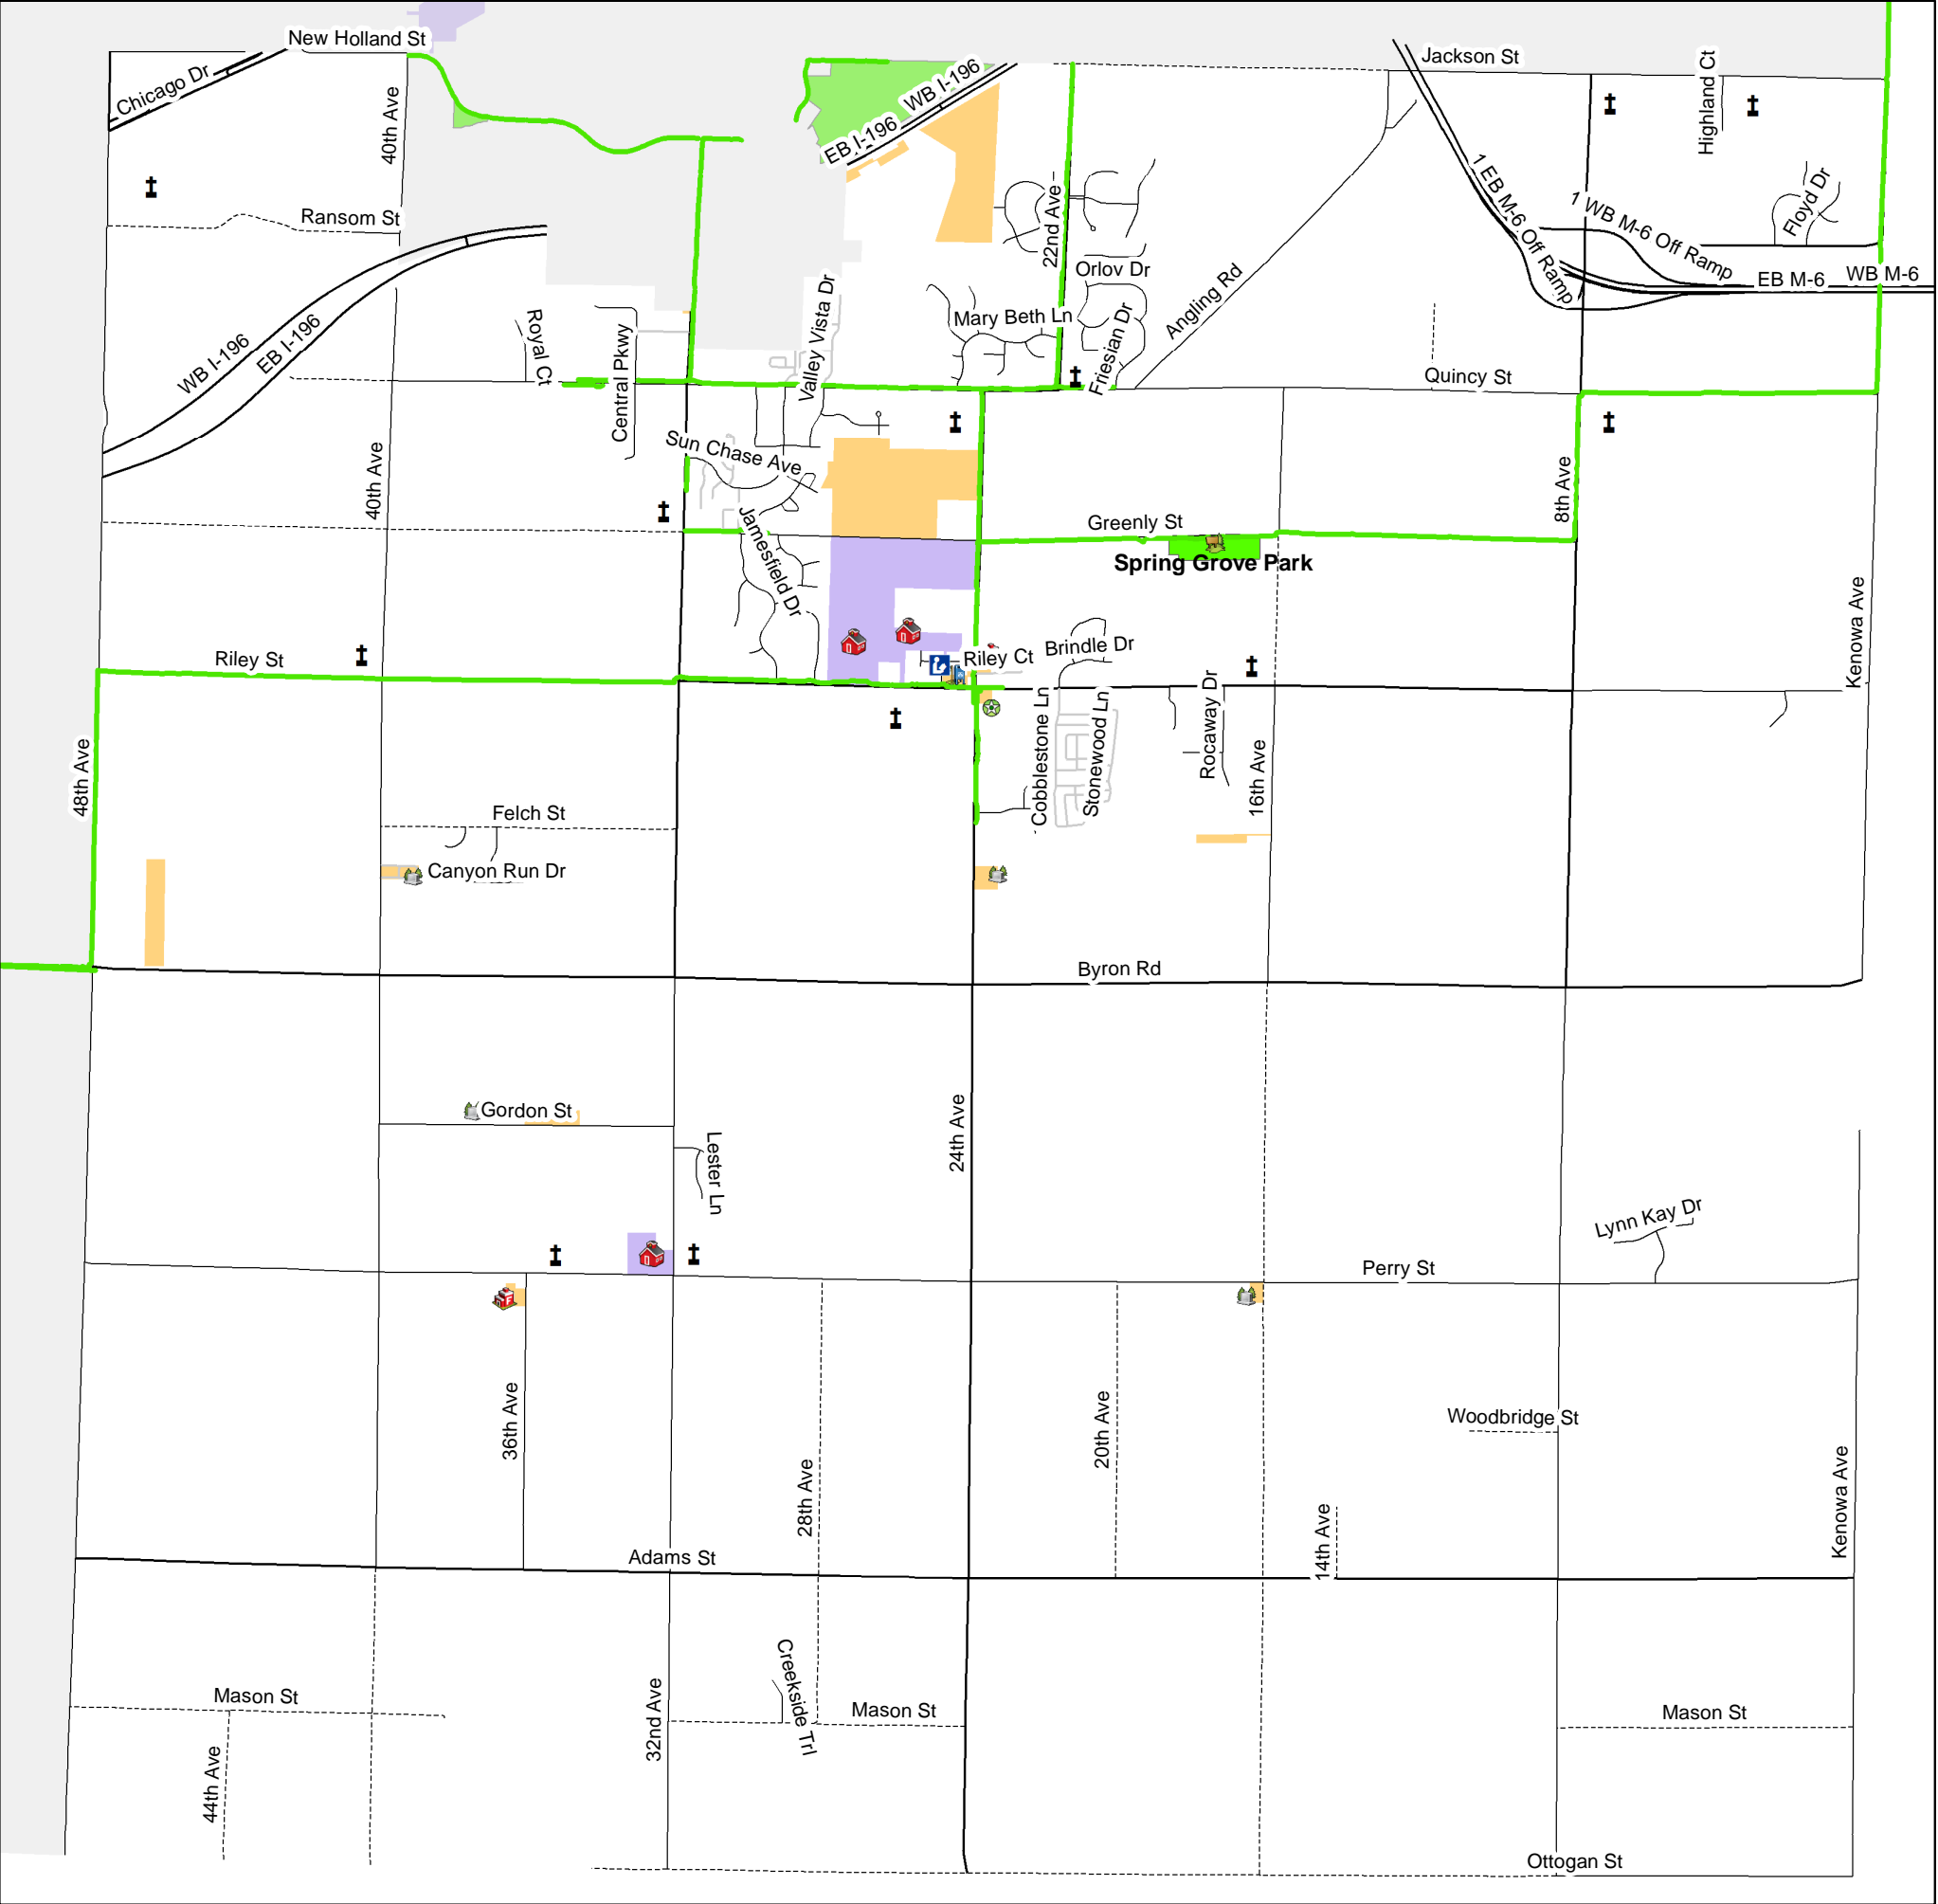 New Holland St
Jackson St
Highland Ct
Chicago Dr
40th Ave
WB I-196
EB I-196
1 EB M-6 Off Ramp
1 WB M-6 Off Ramp
Floyd Dr
Ransom St
22nd Ave
Orlov Dr
EB M-6
WB M-6
Valley Vista Dr
Mary Beth Ln
Friesian Dr
Angling Rd
WB I-196
EB I-196
Royal Ct
Central Pkwy
Quincy St
Sun Chase Ave
40th Ave
8th Ave
Greenly St
Spring Grove Park
Jamesfield Dr
Kenowa Ave
Riley St
Riley Ct
Brindle Dr
48th Ave
Cobblestone Ln
Stonewood Ln
Rocaway Dr
16th Ave
Felch St
Canyon Run Dr
Byron Rd
Gordon St
24th Ave
Lester Ln
Lynn Kay Dr
Perry St
36th Ave
28th Ave
20th Ave
Woodbridge St
14th Ave
Kenowa Ave
Adams St
Mason St
Creekside Trl
Mason St
Mason St
32nd Ave
44th Ave
Ottogan St